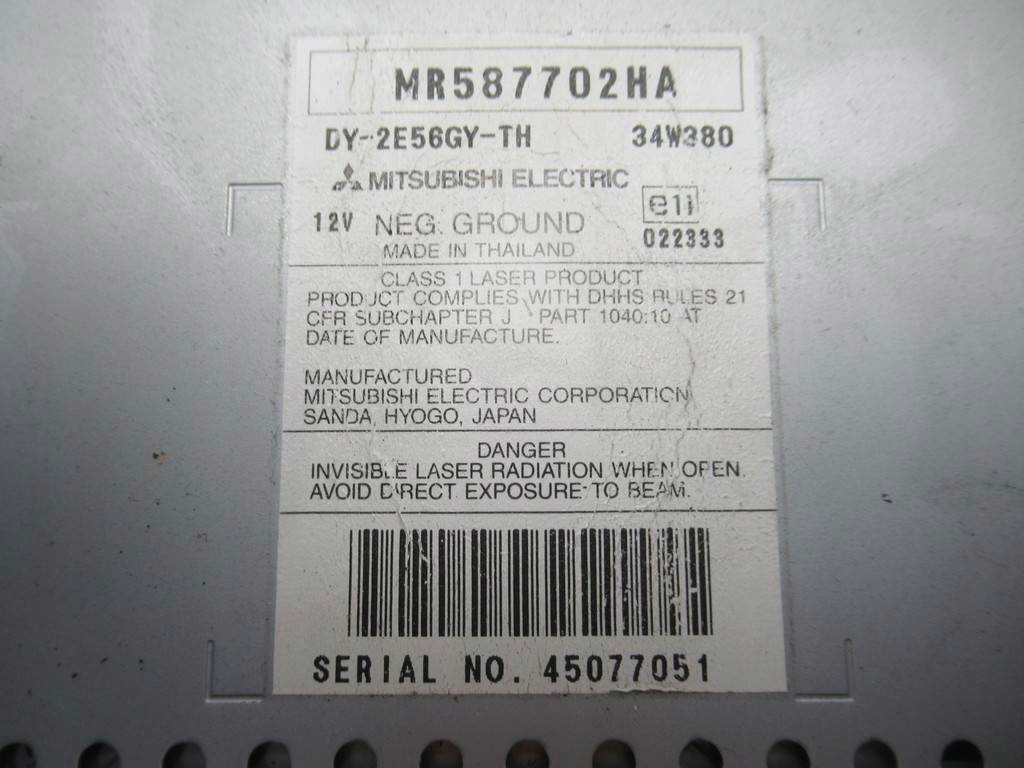 MR587702HA
DY-2E56GY-TH 34W380
MITSUBISHI ELECTRIC
12V NEG. GROUND e11
MADE IN THAILAND 022333
CLASS 1 LASER PRODUCT
PRODUCT COMPLIES WITH DHHS RULES 21
CFR SUBCHAPTER J PART 1040:10 AT
DATE OF MANUFACTURE.
MANUFACTURED
MITSUBISHI ELECTRIC CORPORATION
SANDA, HYOGO, JAPAN
DANGER
INVISIBLE LASER RADIATION WHEN OPEN.
AVOID DIRECT EXPOSURE TO BEAM.
SERIAL NO. 45077051